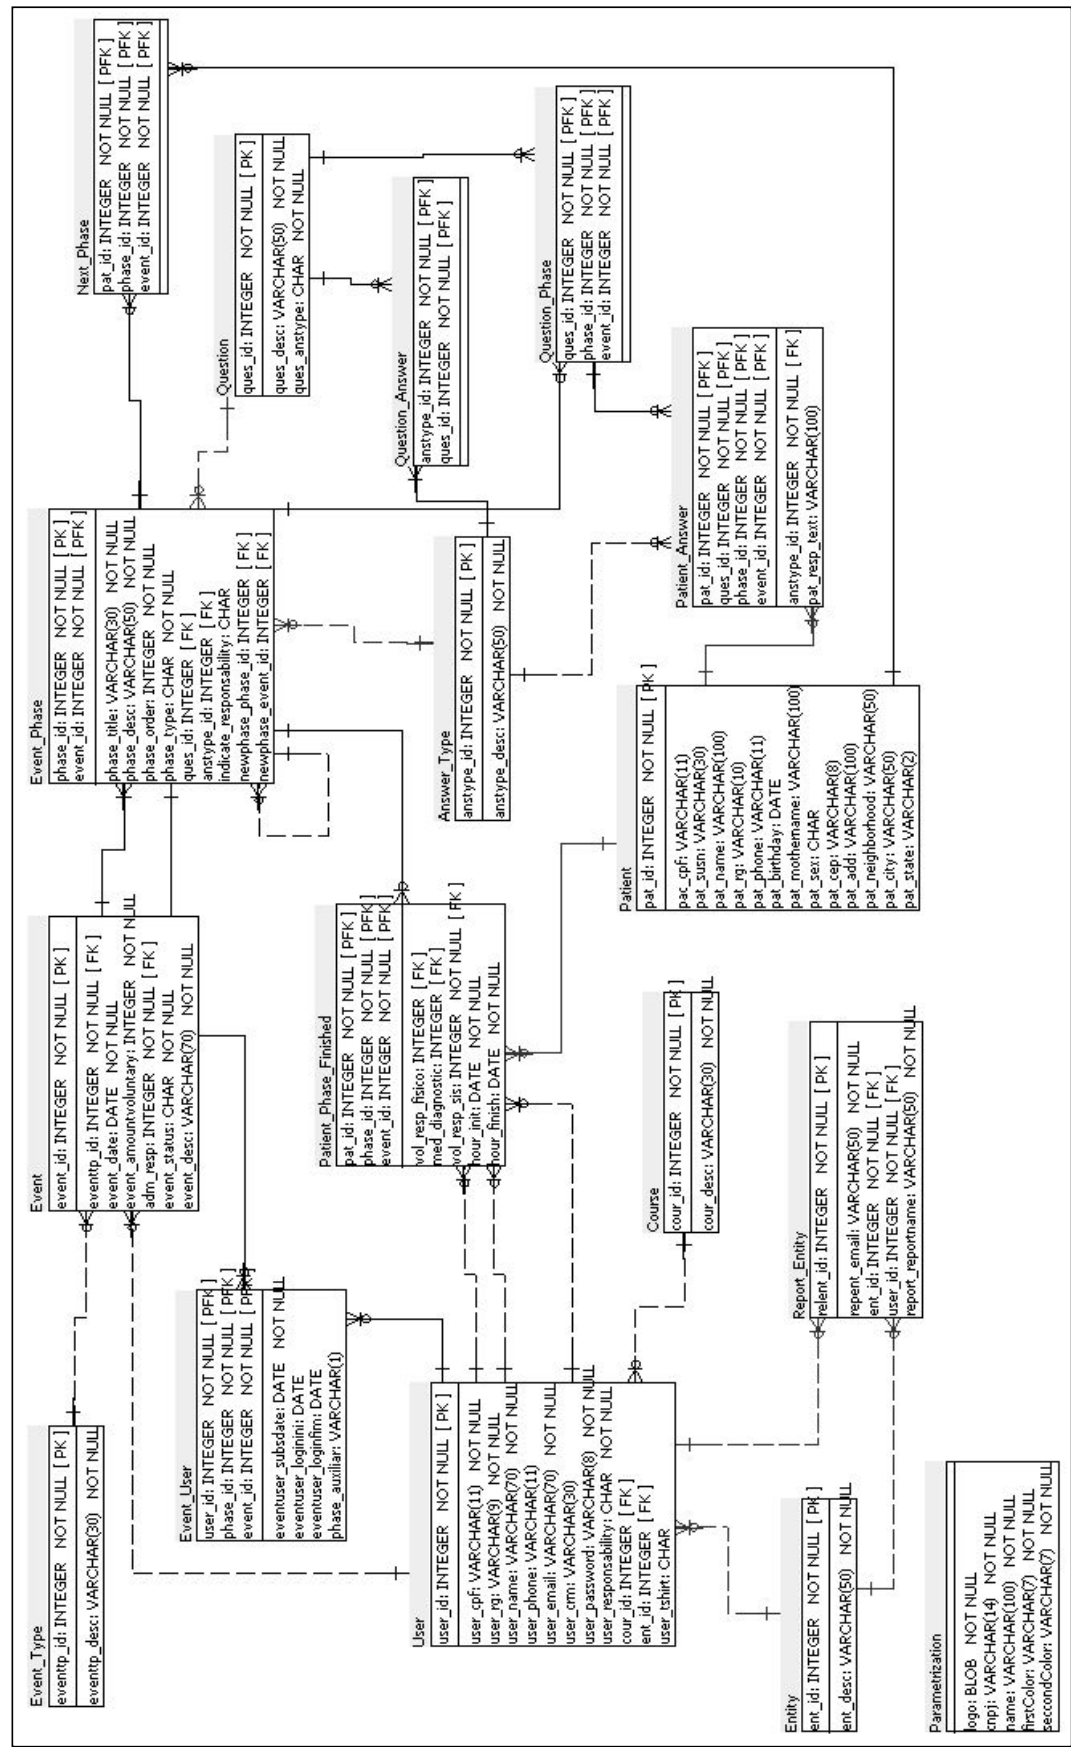 Event_Type
eventtp_id: INTEGER NOT NULL [ PK ]
eventtp_desc: VARCHAR(30) NOT NULL
Event
event_id: INTEGER NOT NULL [ PK ]
eventtp_id: INTEGER NOT NULL [ FK ]
event_date: DATE NOT NULL
event_amountvoluntary: INTEGER NOT NULL
adm_resp: INTEGER NOT NULL [ FK ]
event_status: CHAR NOT NULL
event_desc: VARCHAR(70) NOT NULL
Event_Phase
phase_id: INTEGER NOT NULL [ PK ]
event_id: INTEGER NOT NULL [ PFK ]
phase_title: VARCHAR(30) NOT NULL
phase_desc: VARCHAR(50) NOT NULL
phase_order: INTEGER NOT NULL
phase_type: CHAR NOT NULL
ques_id: INTEGER [ FK ]
anstype_id: INTEGER [ FK ]
indicate_responsability: CHAR
newphase_phase_id: INTEGER [ FK ]
newphase_event_id: INTEGER [ FK ]
Next_Phase
pat_id: INTEGER NOT NULL [ PFK ]
phase_id: INTEGER NOT NULL [ PFK ]
event_id: INTEGER NOT NULL [ PFK ]
Event_User
user_id: INTEGER NOT NULL [ PFK ]
phase_id: INTEGER NOT NULL [ PFK ]
event_id: INTEGER NOT NULL [ PFK ]
eventuser_subsdate: DATE NOT NULL
eventuser_loginini: DATE
eventuser_loginfim: DATE
phase_auxiliar: VARCHAR(1)
Question
ques_id: INTEGER NOT NULL [ PK ]
ques_desc: VARCHAR(50) NOT NULL
ques_anstype: CHAR NOT NULL
Patient_Phase_Finished
pat_id: INTEGER NOT NULL [ PFK ]
phase_id: INTEGER NOT NULL [ PFK ]
event_id: INTEGER NOT NULL [ PFK ]
vol_resp_fisico: INTEGER [ FK ]
med_diagnostic: INTEGER [ FK ]
vol_resp_sis: INTEGER NOT NULL [ FK ]
hour_init: DATE NOT NULL
hour_finish: DATE NOT NULL
Question_Answer
anstype_id: INTEGER NOT NULL [ PFK ]
ques_id: INTEGER NOT NULL [ PFK ]
User
user_id: INTEGER NOT NULL [ PK ]
user_cpf: VARCHAR(11) NOT NULL
user_rg: VARCHAR(9) NOT NULL
user_name: VARCHAR(70) NOT NULL
user_phone: VARCHAR(11)
user_email: VARCHAR(70) NOT NULL
user_crm: VARCHAR(30)
user_password: VARCHAR(8) NOT NULL
user_responsability: CHAR NOT NULL
cour_id: INTEGER [ FK ]
ent_id: INTEGER [ FK ]
user_tshirt: CHAR
Answer_Type
anstype_id: INTEGER NOT NULL [ PK ]
anstype_desc: VARCHAR(50) NOT NULL
Question_Phase
ques_id: INTEGER NOT NULL [ PFK ]
phase_id: INTEGER NOT NULL [ PFK ]
event_id: INTEGER NOT NULL [ PFK ]
Course
cour_id: INTEGER NOT NULL [ PK ]
cour_desc: VARCHAR(30) NOT NULL
Patient
pat_id: INTEGER NOT NULL [ PK ]
pac_cpf: VARCHAR(11)
pat_susn: VARCHAR(30)
pat_name: VARCHAR(100)
pat_rg: VARCHAR(10)
pat_phone: VARCHAR(11)
pat_birthday: DATE
pat_mothername: VARCHAR(100)
pat_sex: CHAR
pat_cep: VARCHAR(8)
pat_add: VARCHAR(100)
pat_neighborhood: VARCHAR(50)
pat_city: VARCHAR(50)
pat_state: VARCHAR(2)
Patient_Answer
pat_id: INTEGER NOT NULL [ PFK ]
ques_id: INTEGER NOT NULL [ PFK ]
phase_id: INTEGER NOT NULL [ PFK ]
event_id: INTEGER NOT NULL [ PFK ]
anstype_id: INTEGER NOT NULL [ FK ]
pat_resp_text: VARCHAR(100)
Entity
ent_id: INTEGER NOT NULL [ PK ]
ent_desc: VARCHAR(50) NOT NULL
Report_Entity
relent_id: INTEGER NOT NULL [ PK ]
repent_email: VARCHAR(50) NOT NULL
ent_id: INTEGER NOT NULL [ FK ]
user_id: INTEGER NOT NULL [ FK ]
report_reportname: VARCHAR(50) NOT NULL
Parametrization
logo: BLOB NOT NULL
cnpj: VARCHAR(14) NOT NULL
name: VARCHAR(100) NOT NULL
firstColor: VARCHAR(7) NOT NULL
seccondColor: VARCHAR(7) NOT NULL